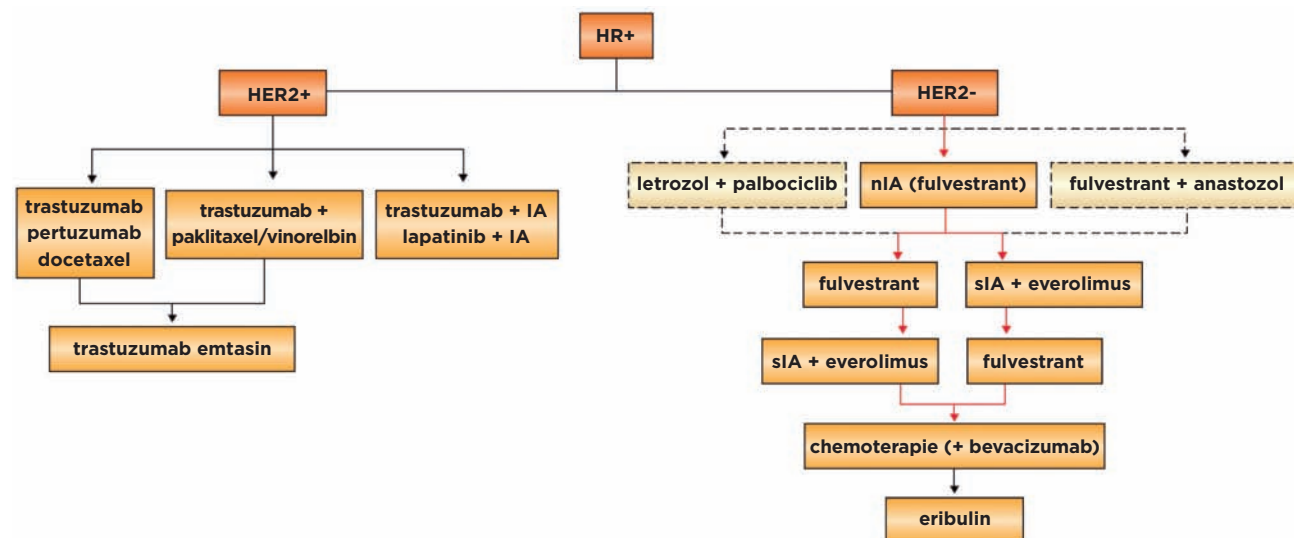 HR+
HER2+
HER2-
trastuzumab
pertuzumab
docetaxel
trastuzumab +
paklitaxel/vinorelbin
trastuzumab + IA
lapatinib + IA
trastuzumab emtasin
letrozol + palbociclib
nIA (fulvestrant)
fulvestrant + anastozol
fulvestrant
sIA + everolimus
sIA + everolimus
fulvestrant
chemoterapie (+ bevacizumab)
eribulin